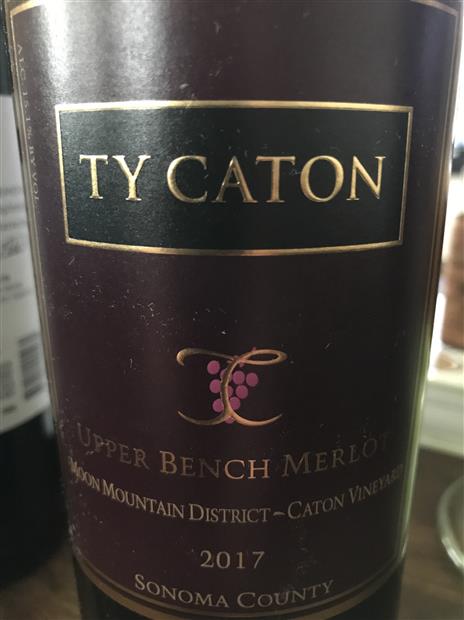 TY CATON
UPPER BENCH MERLOT
MOON MOUNTAIN DISTRICT - CATON VINEYARD
2017
SONOMA COUNTY